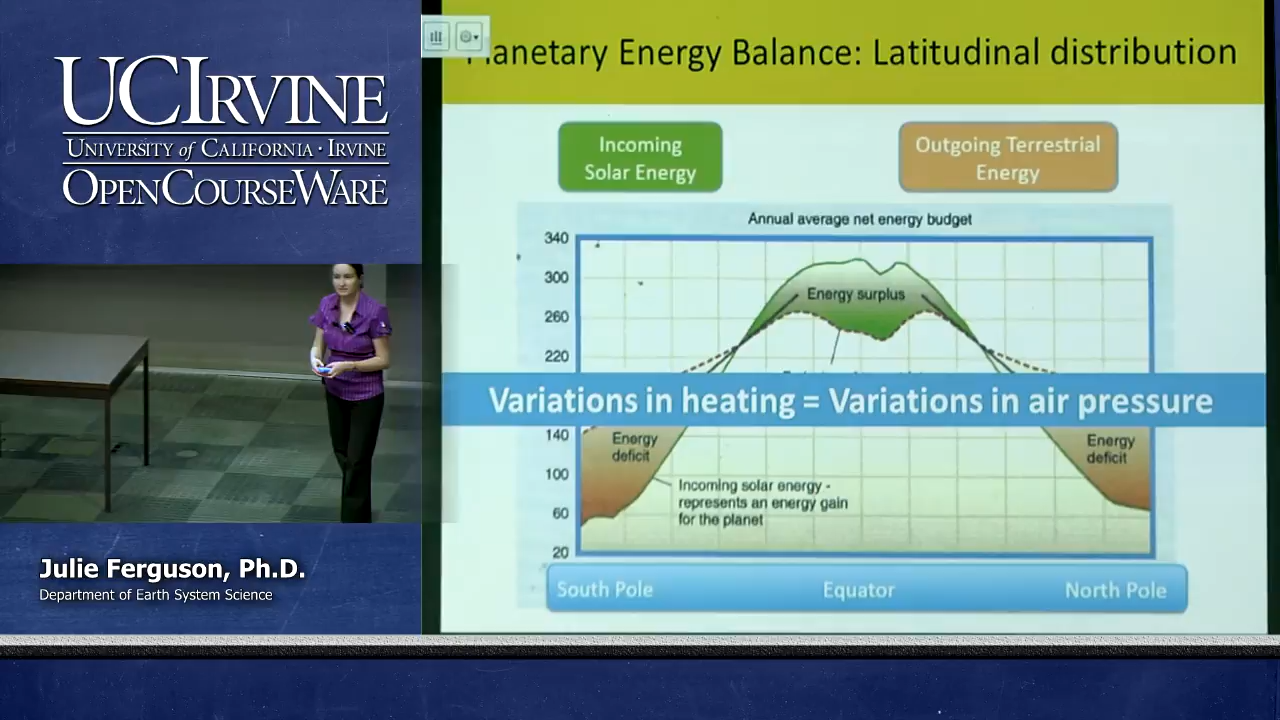 UCIRVINE
UNIVERSITY of CALIFORNIA · IRVINE
OPENCOURSEWARE
Julie Ferguson, Ph.D.
Department of Earth System Science
Planetary Energy Balance: Latitudinal distribution
Incoming
Solar Energy
Outgoing Terrestrial
Energy
Annual average net energy budget
340
300
260
220
140
100
60
20
Energy surplus
Variations in heating = Variations in air pressure
Energy
deficit
Energy
deficit
Incoming solar energy -
represents an energy gain
for the planet
South Pole
Equator
North Pole